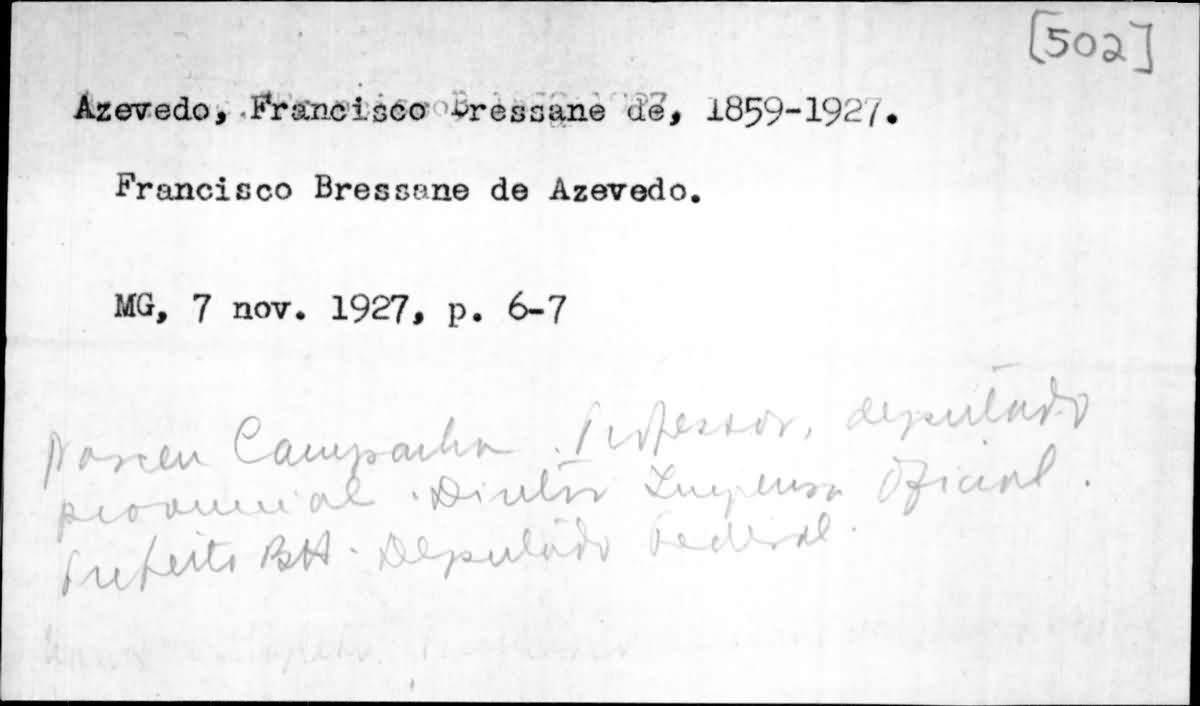 [502]
Azevedo, Francisco Bressane de, 1859-1927.
Francisco Bressane de Azevedo.
MG, 7 nov. 1927, p. 6-7
Nasceu Campanha. Professor, deputado
provincial. Diretor Imprensa Oficial.
Prefeito BH. Deputado Federal.